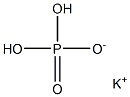 OH
HO P O⁻
O K⁺